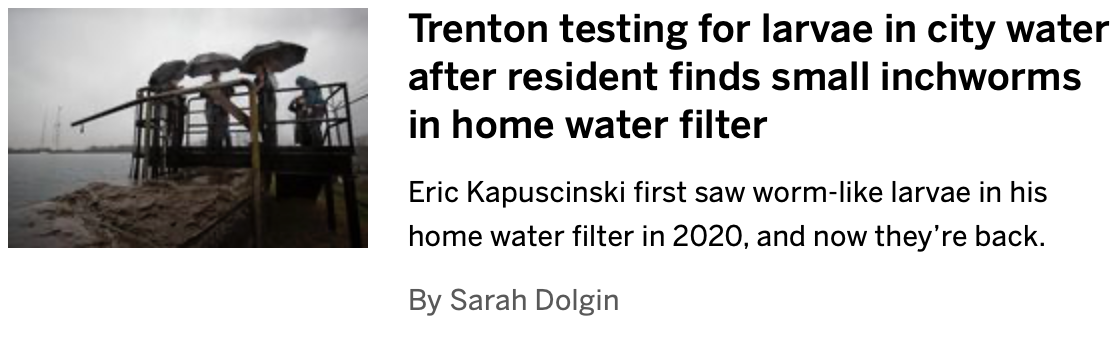 Trenton testing for larvae in city water
after resident finds small inchworms
in home water filter
Eric Kapuscinski first saw worm-like larvae in his
home water filter in 2020, and now they’re back.
By Sarah Dolgin